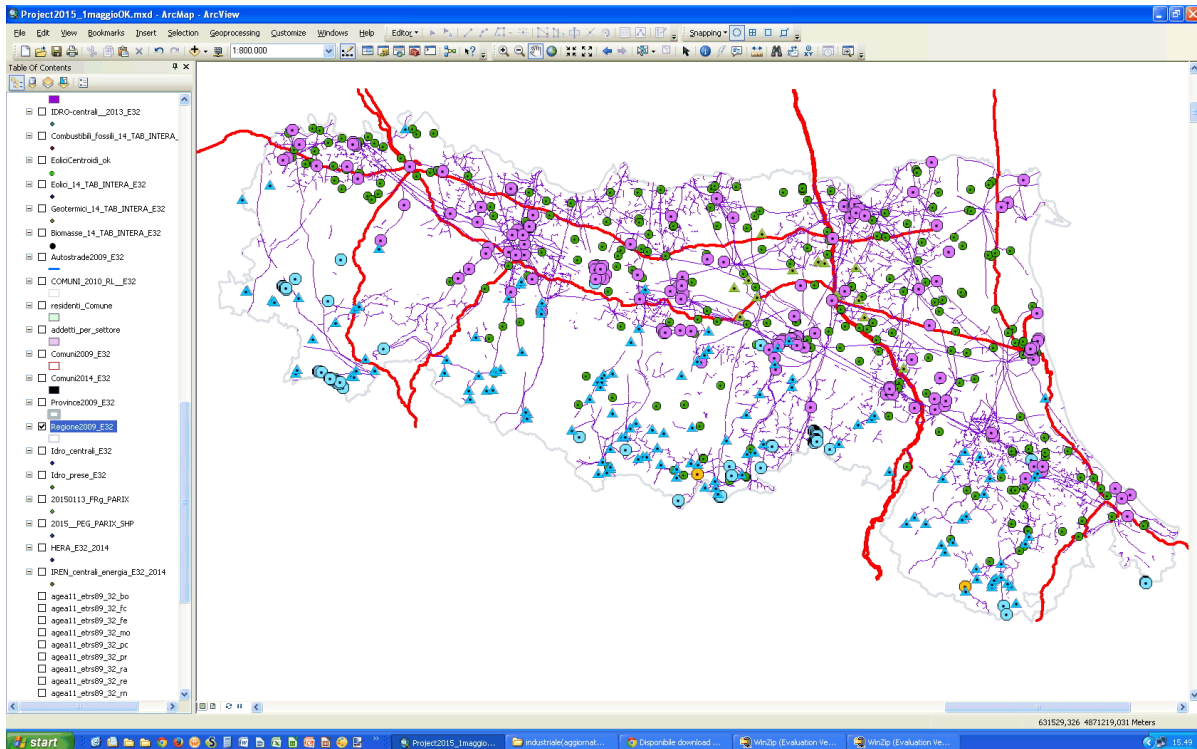 Project2015_1maggioOK.mxd - ArcMap - ArcView
File Edit View Bookmarks Insert Selection Geoprocessing Customize Windows Help Editor Snapping
1:800.000
Table Of Contents
IDRO-centrali__2013_E32
Combustibili_fossili_14_TAB_INTERA_
EoliciCentroidi_ok
Eolici_14_TAB_INTERA_E32
Geotermici_14_TAB_INTERA_E32
Biomasse_14_TAB_INTERA_E32
Autostrade2009_E32
COMUNI_2010_RL__E32
residenti_Comune
addetti_per_settore
Comuni2009_E32
Comuni2014_E32
Province2009_E32
Regione2009_E32
Idro_centrali_E32
Idro_prese_E32
20150113_FRg_PARIX
2015__PEG_PARIX_SHP
HERA_E32_2014
IREN_centrali_energia_E32_2014
agea11_etrs89_32_bo
agea11_etrs89_32_fc
agea11_etrs89_32_fe
agea11_etrs89_32_mo
agea11_etrs89_32_pc
agea11_etrs89_32_pr
agea11_etrs89_32_ra
agea11_etrs89_32_re
agea11_etrs89_32_rn
631529,326 4871219,031 Meters
start Project2015_1maggio... industriale(aggiornat... Disponibile download ... WinZip (Evaluation Ve... WinZip (Evaluation Ve... 15.49